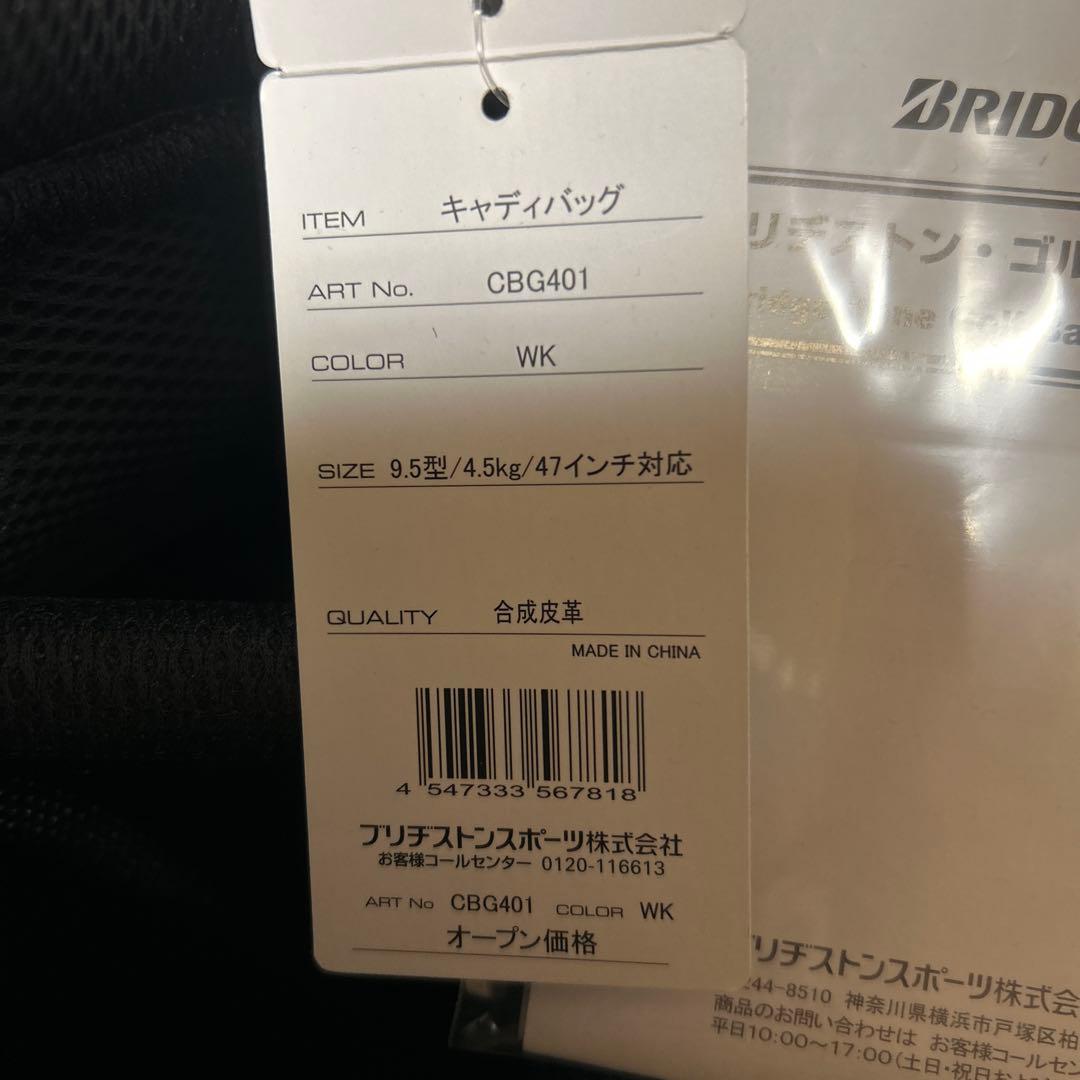 ITEM キャディバッグ
ART No. CBG401
COLOR WK
SIZE 9.5型/4.5kg/47インチ対応
QUALITY 合成皮革
MADE IN CHINA
4 547333 567818
ブリヂストンスポーツ株式会社
お客様コールセンター 0120-116613
ART No CBG401 COLOR WK
オープン価格
BRIDG
リヂストン・ゴル
リヂストンスポーツ株式会
244-8510 神奈川県横浜市戸塚区柏
商品のお問い合わせは お客様コールセン
平日10:00～17:00(土日・祝日お